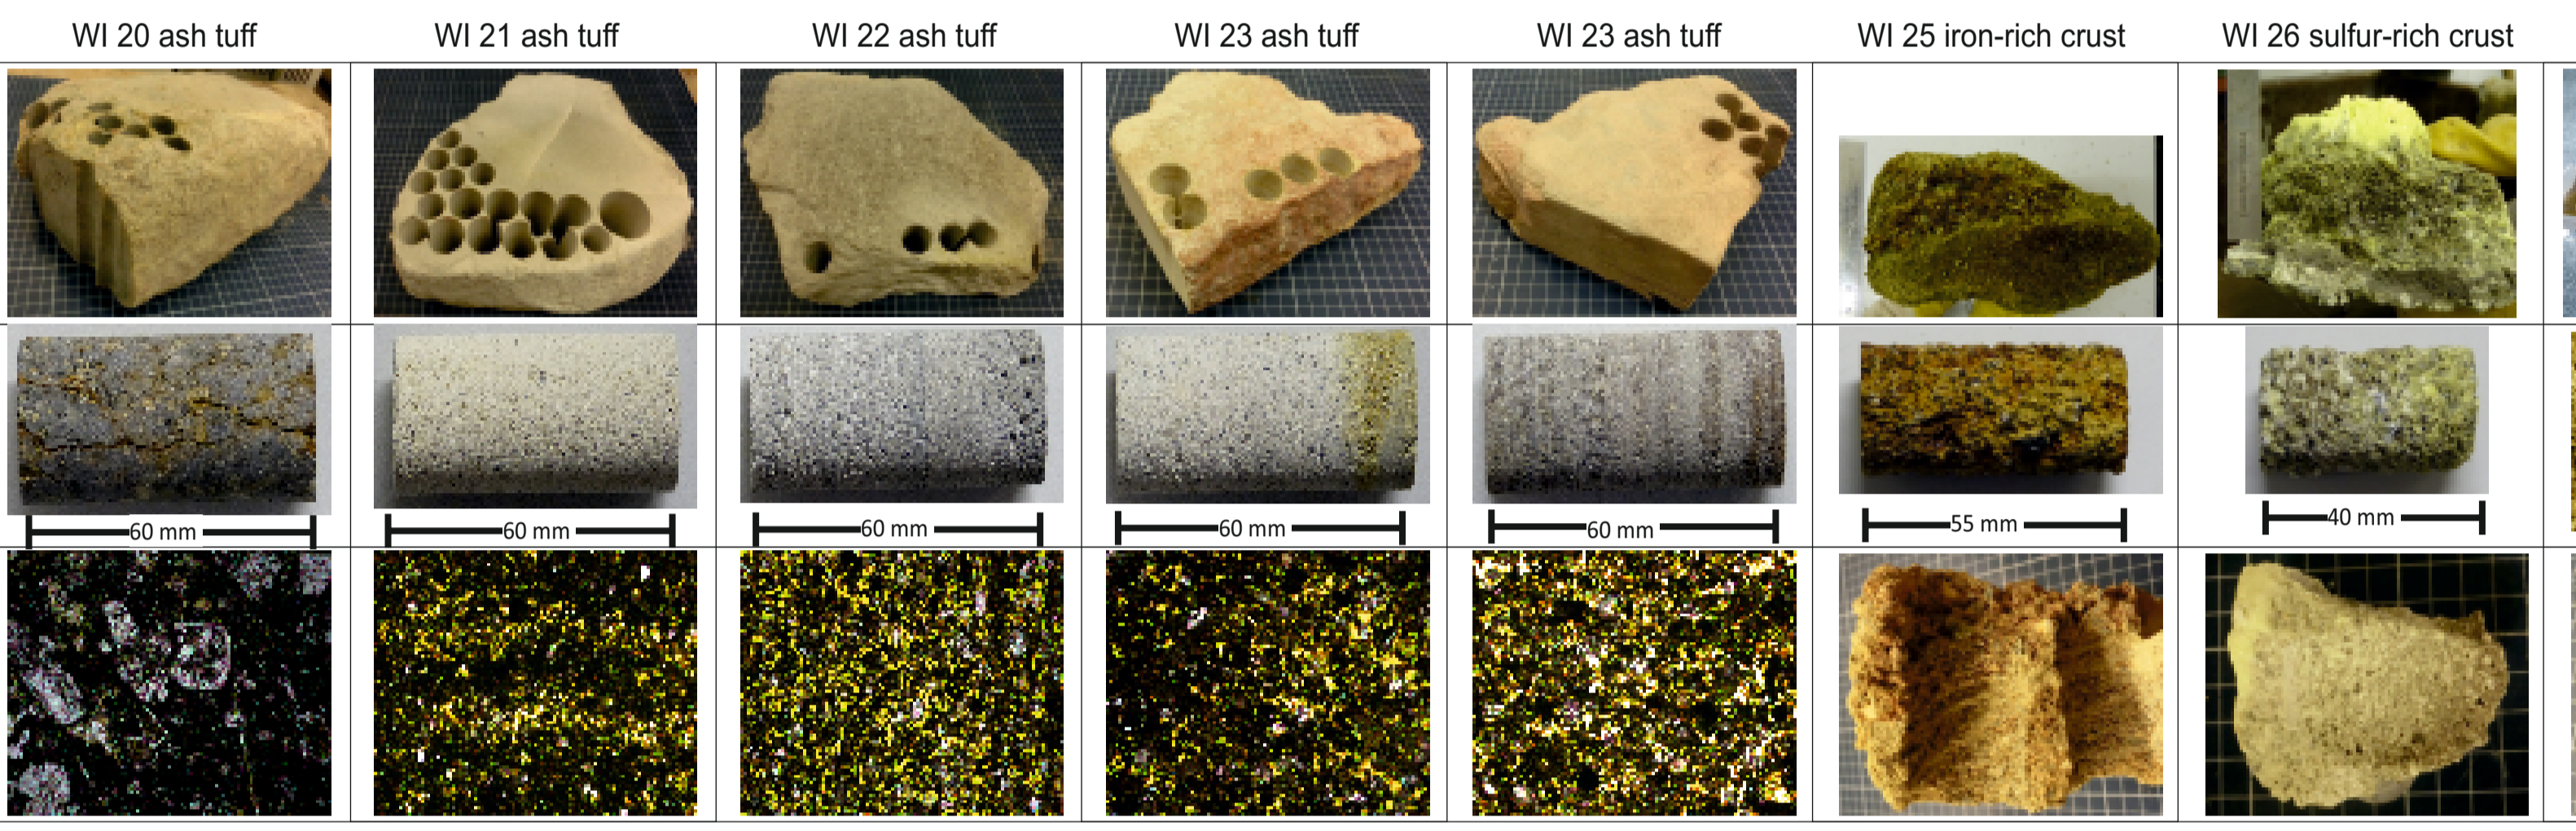 WI 20 ash tuff
WI 21 ash tuff
WI 22 ash tuff
WI 23 ash tuff
WI 23 ash tuff
WI 25 iron-rich crust
WI 26 sulfur-rich crust
60 mm
60 mm
60 mm
60 mm
60 mm
55 mm
40 mm